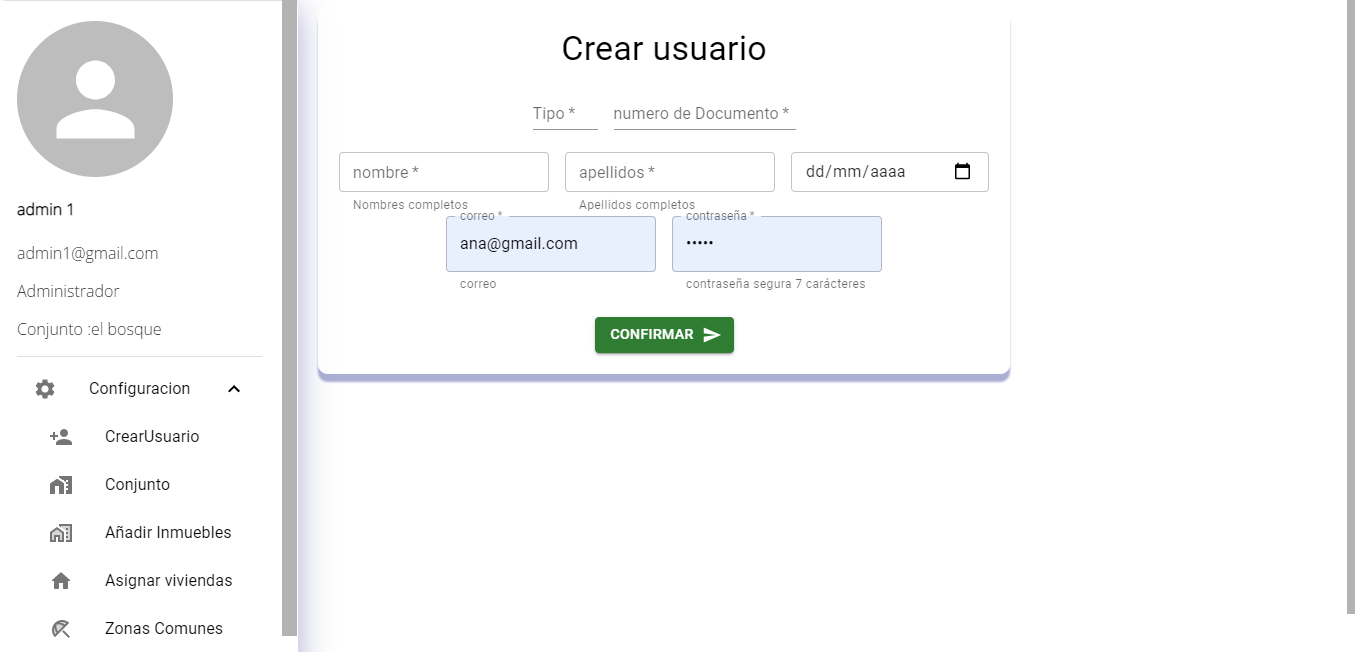 admin 1
admin1@gmail.com
Administrador
Conjunto :el bosque
Configuracion
CrearUsuario
Conjunto
Añadir Inmuebles
Asignar viviendas
Zonas Comunes
Crear usuario
Tipo * numero de Documento *
nombre * apellidos * dd/mm/aaaa
Nombres completos Apellidos completos
correo * contraseña *
ana@gmail.com •••••
correo contraseña segura 7 carácteres
CONFIRMAR